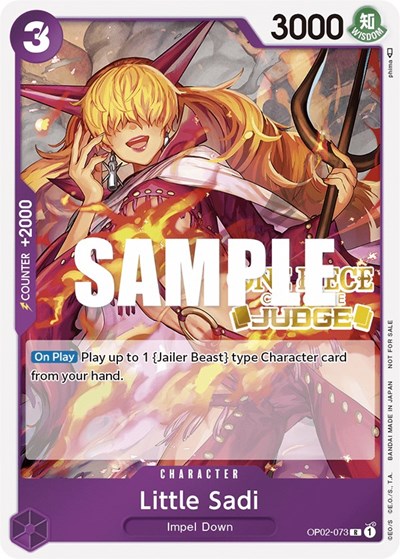 3
3000
知
WISDOM
phima
COUNTER +2000
SAMPLE
ONE PIECE
CARD GAME
JUDGE
On Play Play up to 1 {Jailer Beast} type Character card
from your hand.
CHARACTER
Little Sadi
Impel Down
OP02-073 R 1
©E.O./S., T.A. BANDAI MADE IN JAPAN NOT FOR SALE
©EO/S